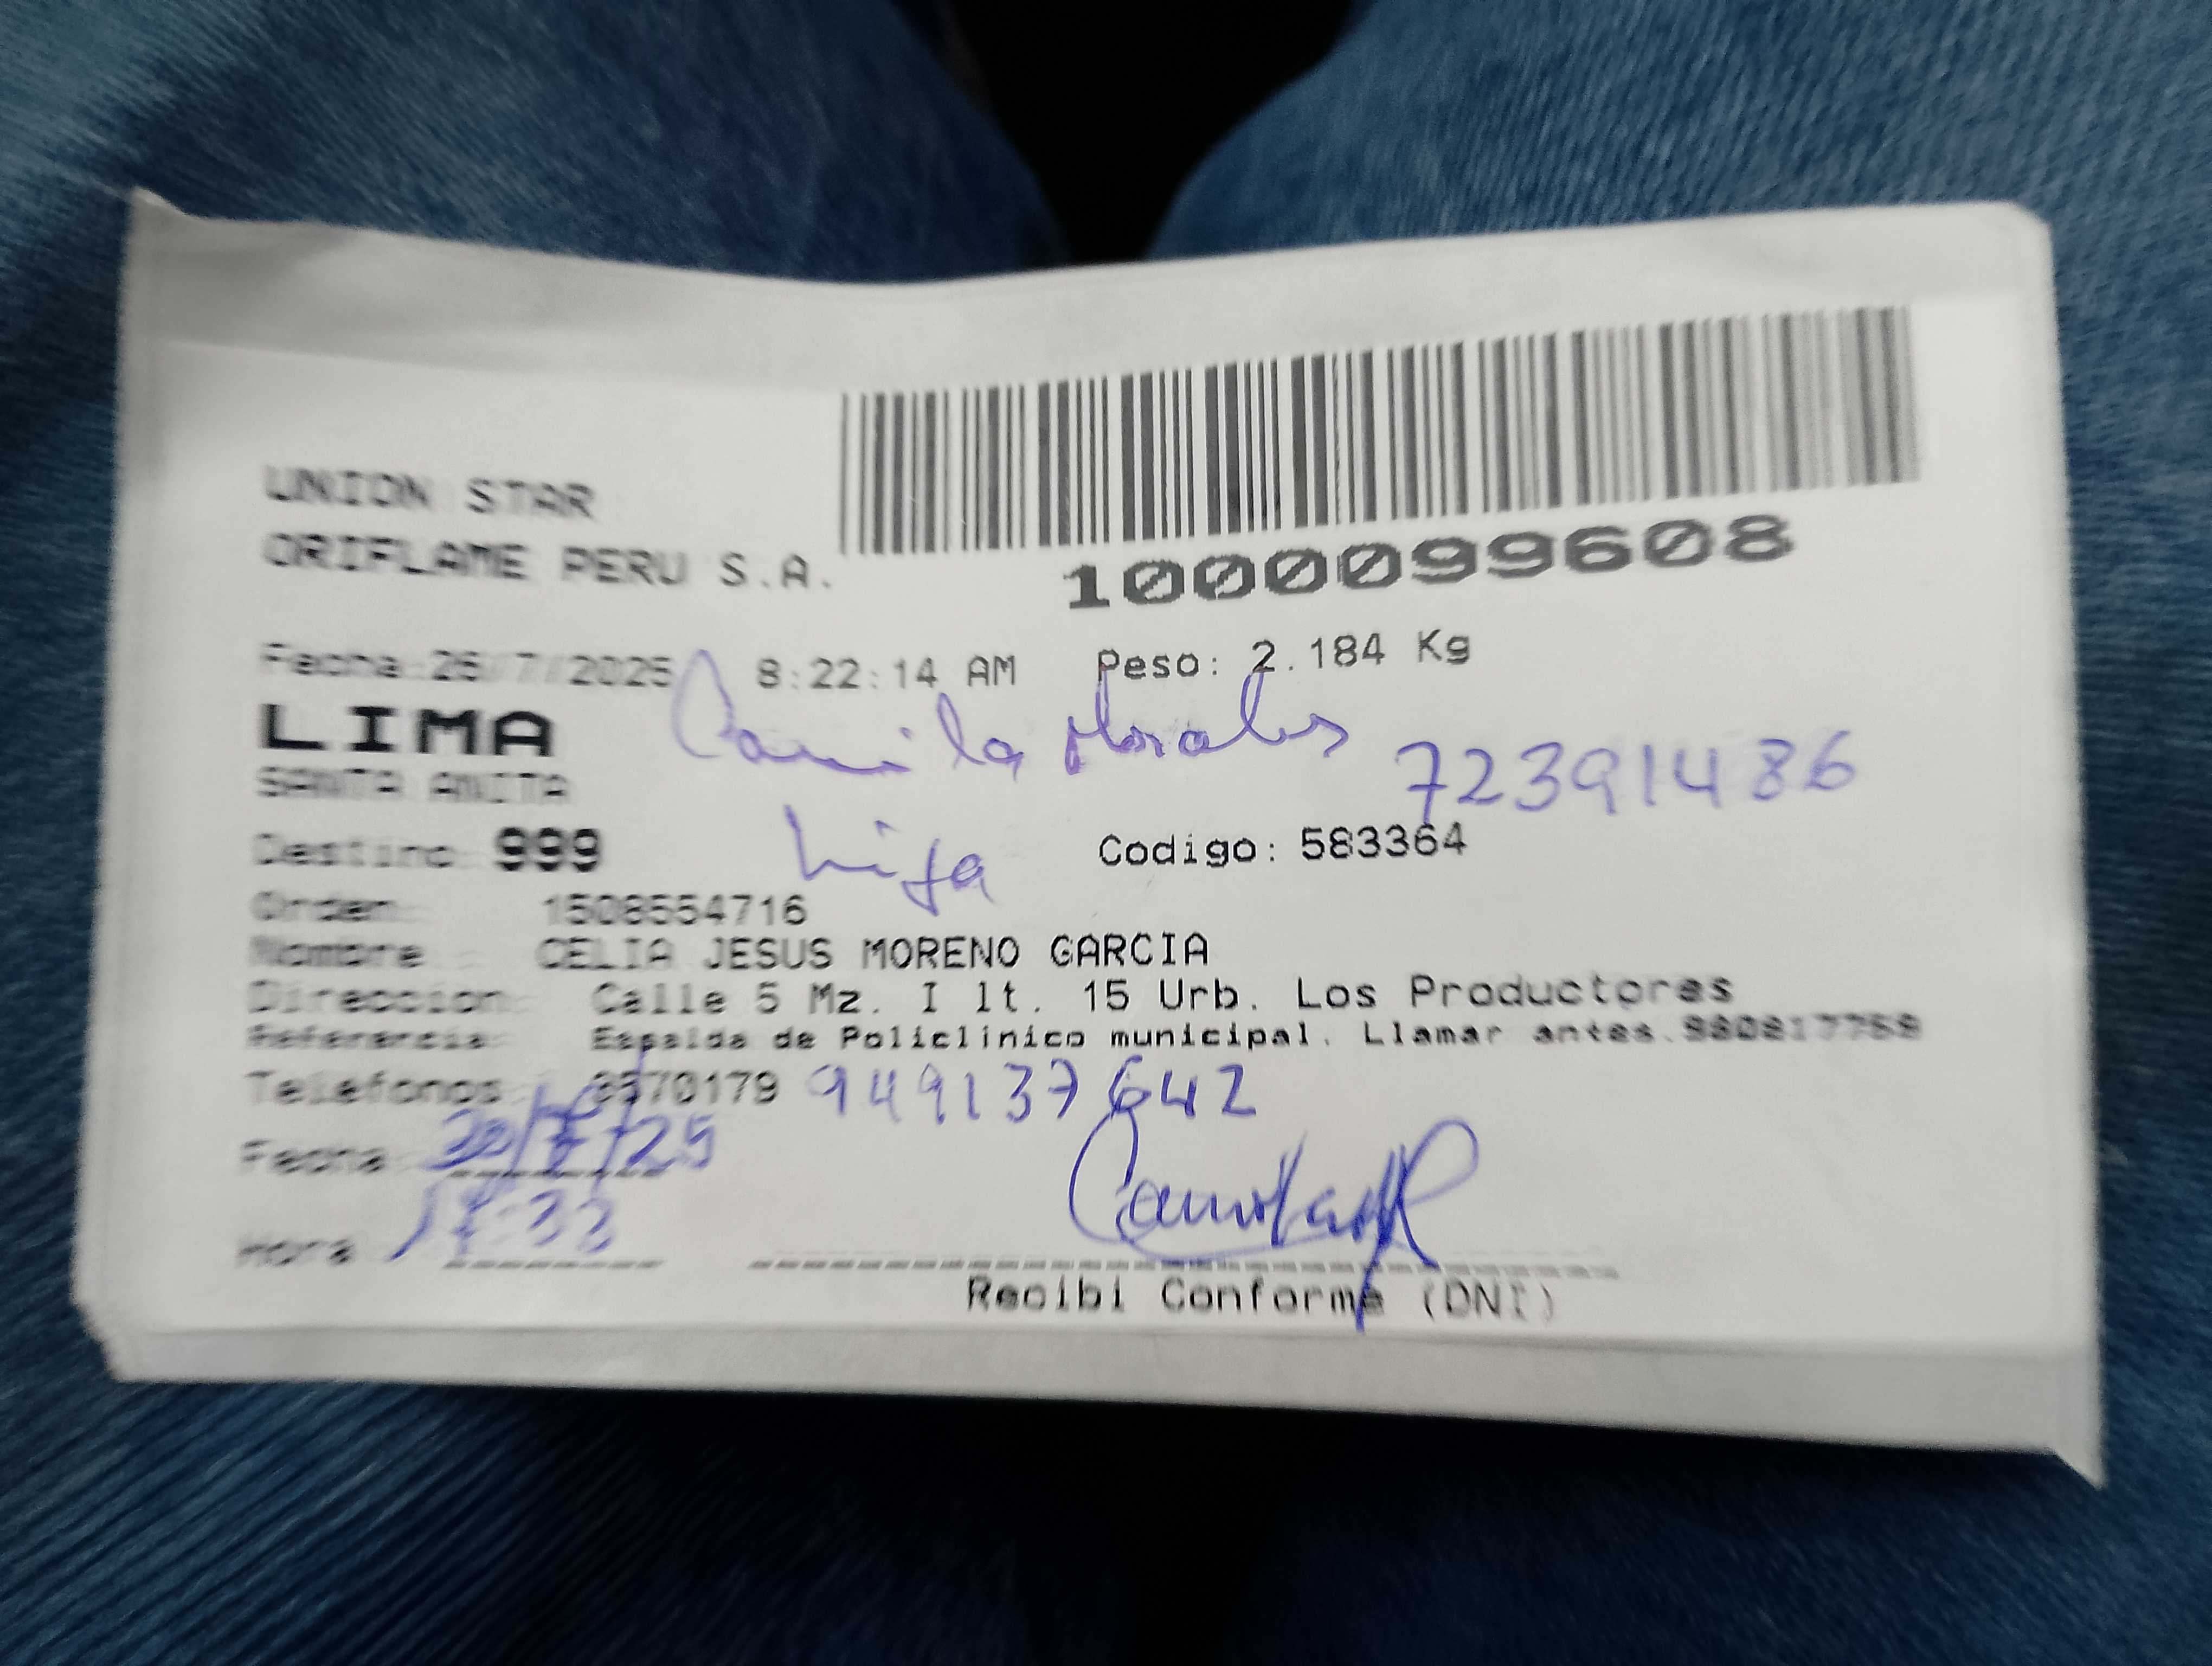 UNION STAR
ORIFLAME PERU S.A.
1000099608
Fecha:26/7/2025 8:22:14 AM Peso: 2.184 Kg
LIMA
Camila Morales 72391486
SANTA ANITA
Destino 999 hija Codigo: 583364
Orden: 1508554716
Nombre : CELIA JESUS MORENO GARCIA
Direccion: Calle 5 Mz. I lt. 15 Urb. Los Productores
Referencia: Espalda de Policlinico municipal. Llamar antes.
Telefonos: 3570179 949137642
Fecha /25
Hora :33
Recibi Conforme (DNI)